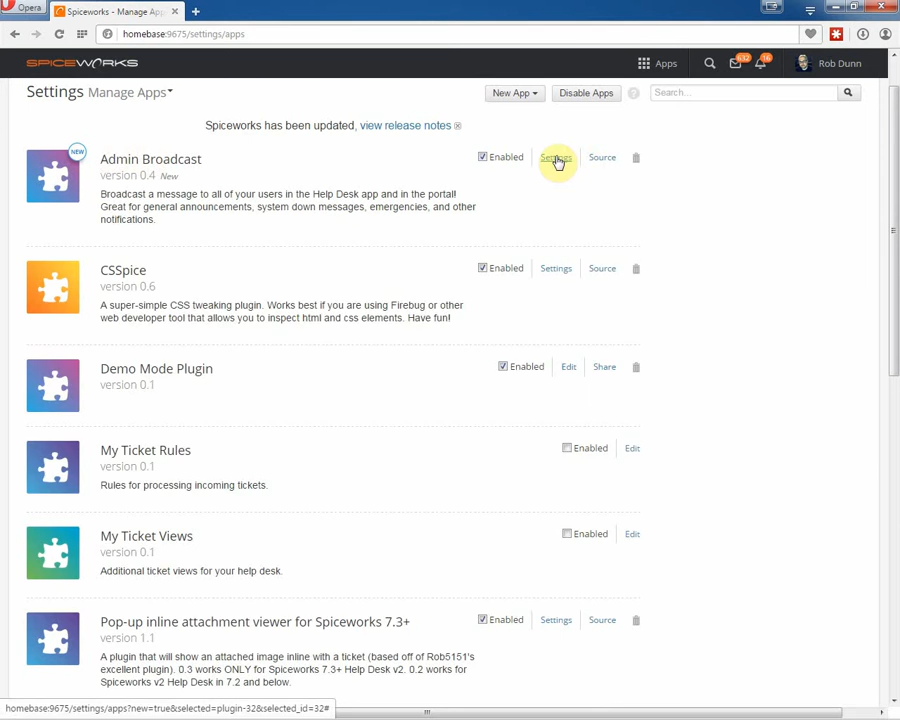 Opera
Spiceworks - Manage App
homebase:9675/settings/apps
SPICEWORKS
Apps
632
16
Rob Dunn
Settings Manage Apps
New App
Disable Apps
?
Search...
Spiceworks has been updated, view release notes
NEW
Admin Broadcast
Enabled
Settings
Source
version 0.4 New
Broadcast a message to all of your users in the Help Desk app and in the portal!
Great for general announcements, system down messages, emergencies, and other
notifications.
CSSpice
Enabled
Settings
Source
version 0.6
A super-simple CSS tweaking plugin. Works best if you are using Firebug or other
web developer tool that allows you to inspect html and css elements. Have fun!
Demo Mode Plugin
Enabled
Edit
Share
version 0.1
My Ticket Rules
Enabled
Edit
version 0.1
Rules for processing incoming tickets.
My Ticket Views
Enabled
Edit
version 0.1
Additional ticket views for your help desk.
Pop-up inline attachment viewer for Spiceworks 7.3+
Enabled
Settings
Source
version 1.1
A plugin that will show an attached image inline with a ticket (based off of Rob5151's
excellent plugin). 0.3 works ONLY for Spiceworks 7.3+ Help Desk v2. 0.2 works for
Spiceworks v2 Help Desk in 7.2 and below.
homebase:9675/settings/apps?new=true&selected=plugin-32&selected_id=32#